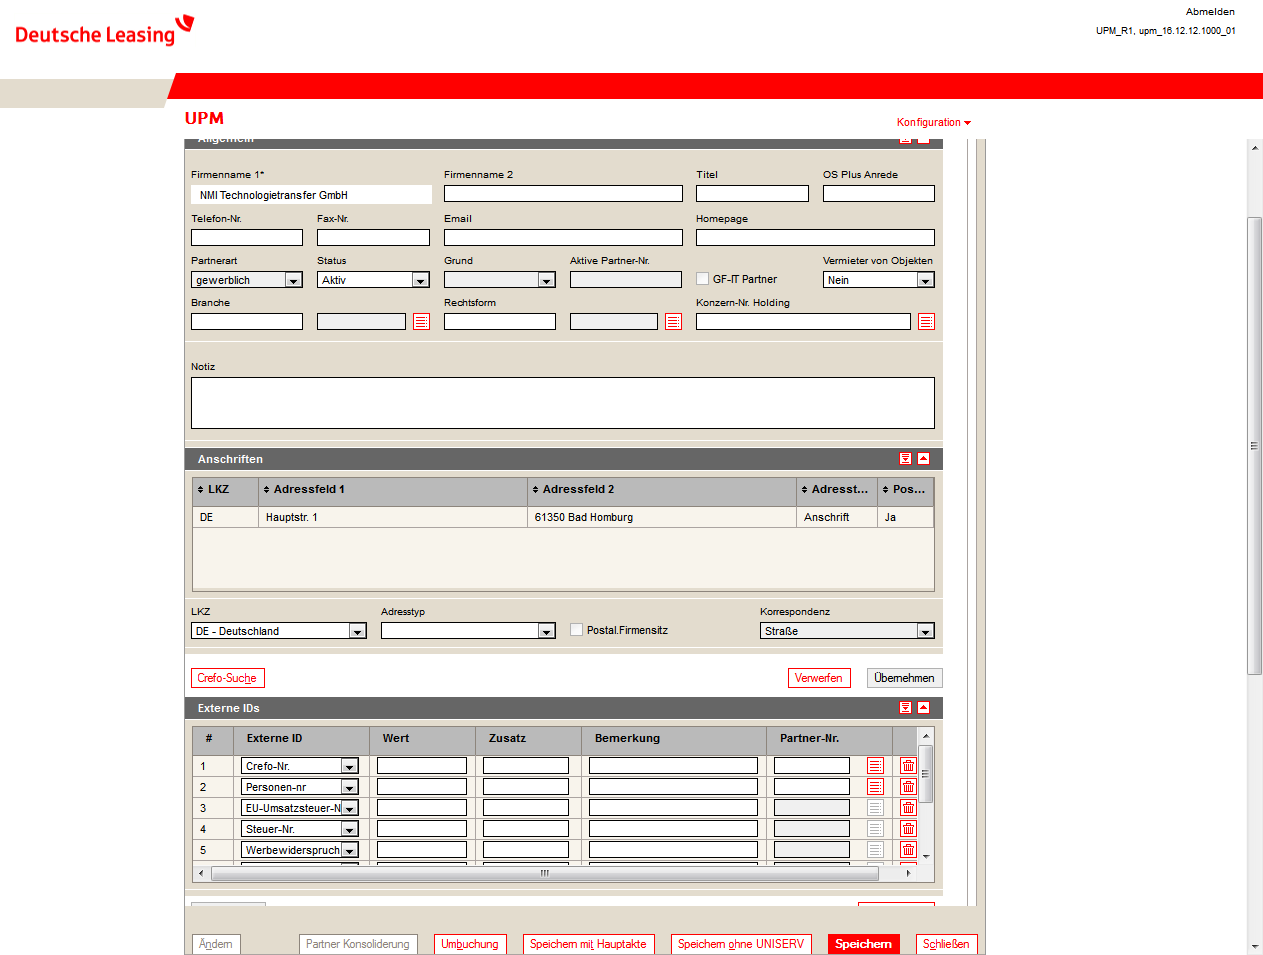 Abmelden
Deutsche Leasing
UPM_R1, upm_16.12.12.1000_01
UPM
Konfiguration
Allgemein
Firmenname 1*
Firmenname 2
Titel
OS Plus Anrede
NMI Technologietransfer GmbH
Telefon-Nr.
Fax-Nr.
Email
Homepage
Partnerart
Status
Grund
Aktive Partner-Nr.
Vermieter von Objekten
gewerblich
Aktiv
GF-IT Partner
Nein
Branche
Rechtsform
Konzern-Nr. Holding
Notiz
Anschriften
LKZ
Adressfeld 1
Adressfeld 2
Adresst...
Pos...
DE
Hauptstr. 1
61350 Bad Homburg
Anschrift
Ja
LKZ
Adresstyp
Korrespondenz
DE - Deutschland
Postal.Firmensitz
Straße
Crefo-Suche
Verwerfen
Übernehmen
Externe IDs
#
Externe ID
Wert
Zusatz
Bemerkung
Partner-Nr.
1
Crefo-Nr.
2
Personen-nr
3
EU-Umsatzsteuer-N
4
Steuer-Nr.
5
Werbewiderspruch
Ändern
Partner Konsolidierung
Umbuchung
Speichern mit Hauptakte
Speichern ohne UNISERV
Speichern
Schließen